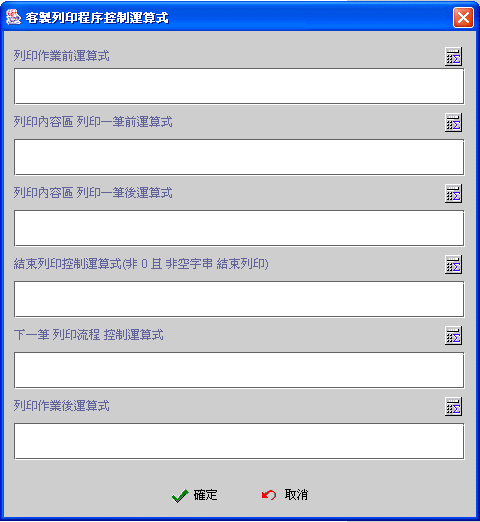 客製列印程序控制運算式
列印作業前運算式
列印內容區 列印一筆前運算式
列印內容區 列印一筆後運算式
結束列印控制運算式(非 0 且 非空字串 結束列印)
下一筆 列印流程 控制運算式
列印作業後運算式
確定 取消